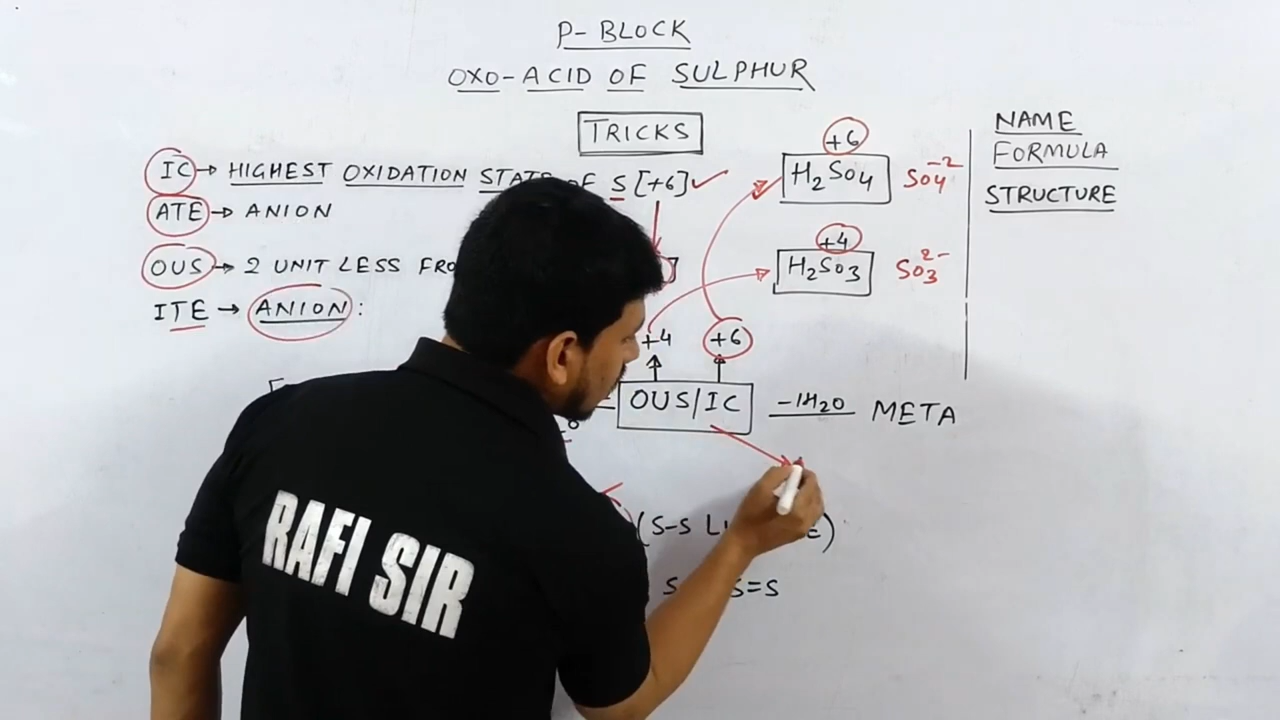 P- BLOCK
OXO-ACID OF SULPHUR
TRICKS
IC → HIGHEST OXIDATION STATE OF S [+6] ✓
ATE → ANION
OUS → 2 UNIT LESS
ITE → ANION :
+6
H2SO4 SO4-2
+4
H2SO3 SO3 2-
+4 +6
OUS/IC -1H2O META
(S-S
S S=S
NAME
FORMULA
STRUCTURE
RAFI SIR